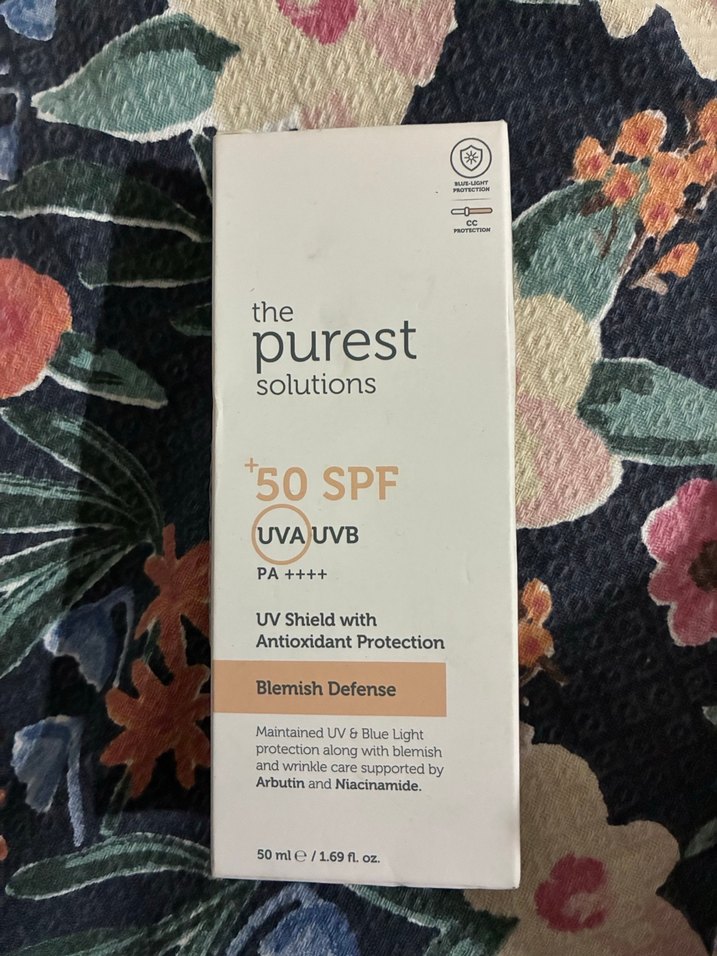 BLUE-LIGHT
PROTECTION
CC
PROTECTION
the
purest
solutions
+50 SPF
UVA UVB
PA ++++
UV Shield with
Antioxidant Protection
Blemish Defense
Maintained UV & Blue Light
protection along with blemish
and wrinkle care supported by
Arbutin and Niacinamide.
50 ml ℮ / 1.69 fl. oz.